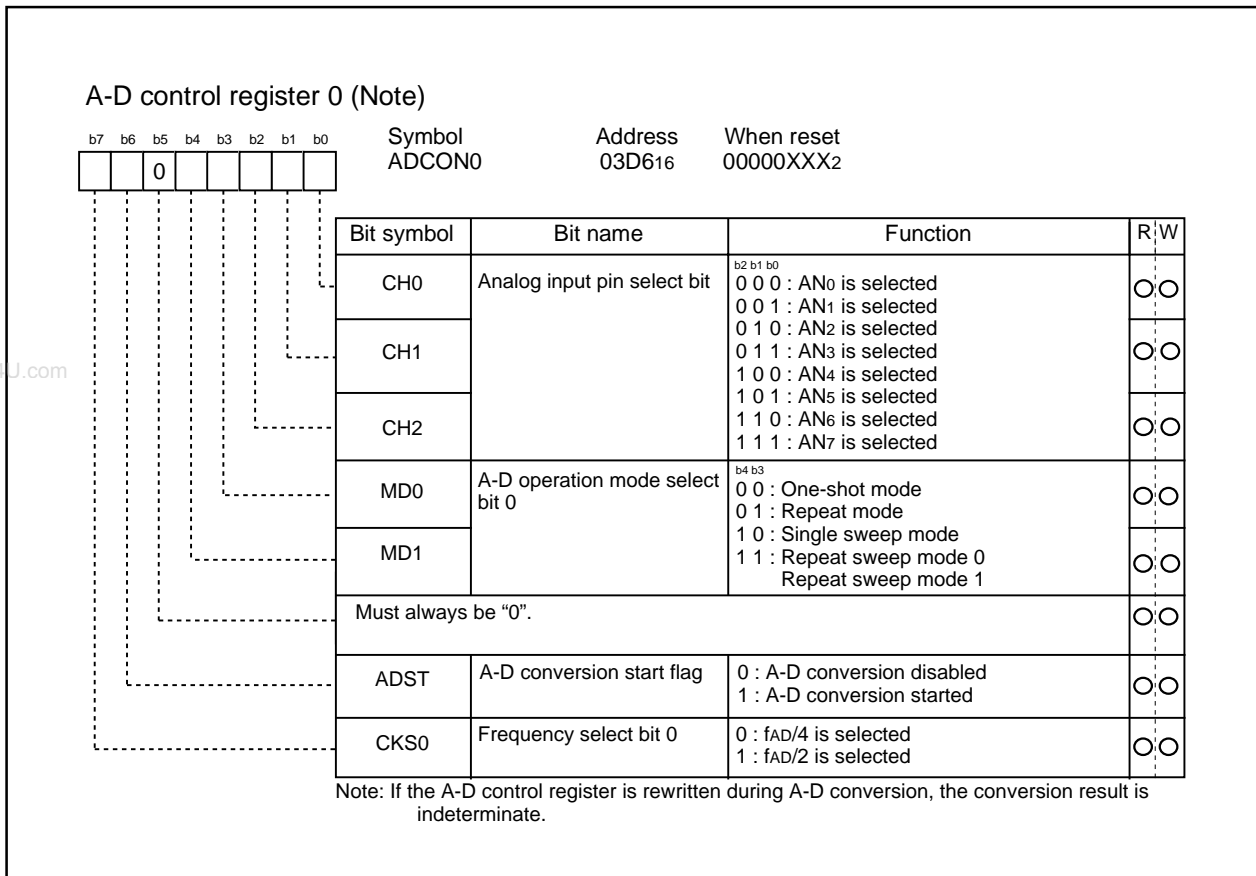 A-D control register 0 (Note)
b7 b6 b5 b4 b3 b2 b1 b0
0
Symbol Address When reset
ADCON0 03D616 00000XXX2
Bit symbol Bit name Function R W
CH0 Analog input pin select bit
b2 b1 b0
0 0 0 : AN0 is selected
0 0 1 : AN1 is selected
0 1 0 : AN2 is selected
CH1
0 1 1 : AN3 is selected
1 0 0 : AN4 is selected
1 0 1 : AN5 is selected
CH2
1 1 0 : AN6 is selected
1 1 1 : AN7 is selected
MD0 A-D operation mode select
bit 0
b4 b3
0 0 : One-shot mode
0 1 : Repeat mode
MD1
1 0 : Single sweep mode
1 1 : Repeat sweep mode 0
Repeat sweep mode 1
Must always be “0”.
ADST A-D conversion start flag
0 : A-D conversion disabled
1 : A-D conversion started
CKS0 Frequency select bit 0
0 : fAD/4 is selected
1 : fAD/2 is selected
Note: If the A-D control register is rewritten during A-D conversion, the conversion result is
indeterminate.
4U.com